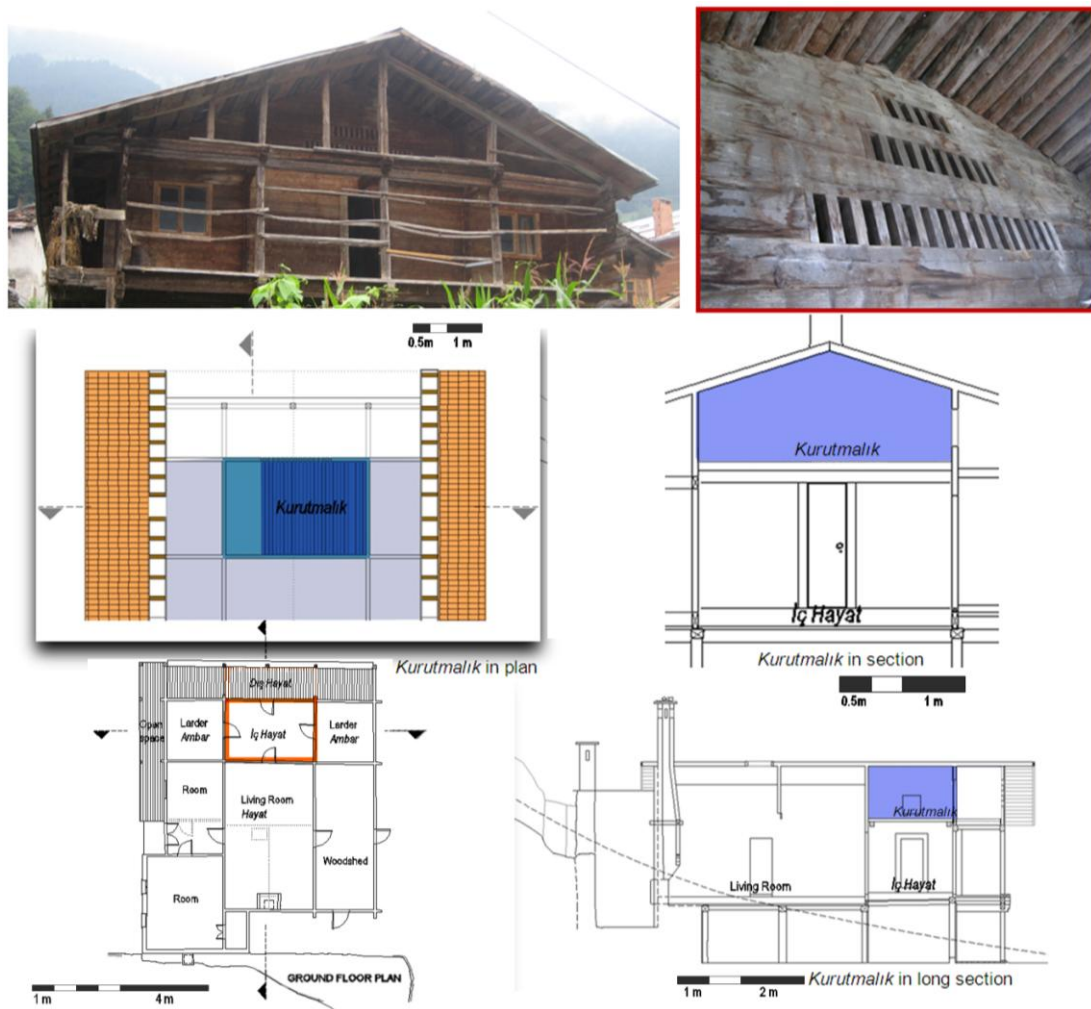 0.5m 1 m
Kurutmalık
Kurutmalık in plan
Kurutmalık
İç Hayat
Kurutmalık in section
0.5m 1 m
Dış Hayat
Open space
Larder
Ambar
İç Hayat
Larder
Ambar
Room
Living Room
Hayat
Woodshed
Room
GROUND FLOOR PLAN
1 m 4 m
Kurutmalık
Living Room
İç Hayat
1 m 2 m
Kurutmalık in long section